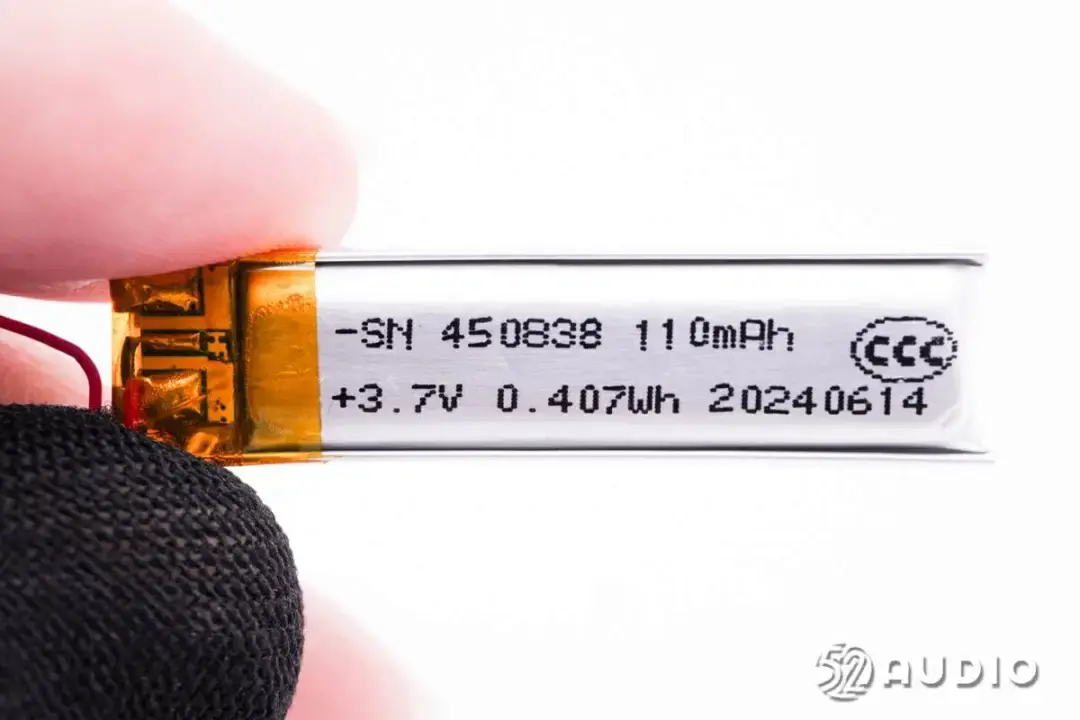 -SN 450838 110mAh
CCC
+3.7V 0.407Wh 20240614
52AUDIO